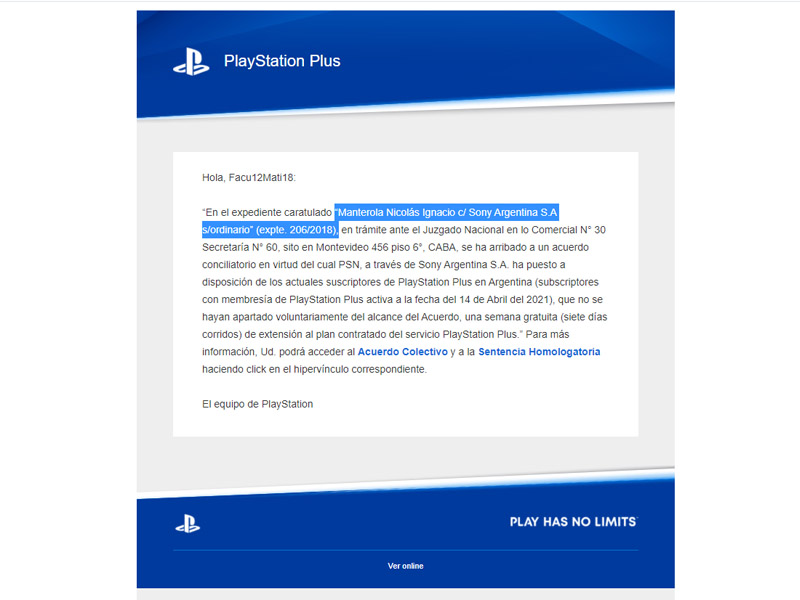 PlayStation Plus
Hola, Facu12Mati18:
“En el expediente caratulado “Manterola Nicolás Ignacio c/ Sony Argentina S.A
s/ordinario” (expte. 206/2018), en trámite ante el Juzgado Nacional en lo Comercial N° 30
Secretaría N° 60, sito en Montevideo 456 piso 6°, CABA, se ha arribado a un acuerdo
conciliatorio en virtud del cual PSN, a través de Sony Argentina S.A. ha puesto a
disposición de los actuales suscriptores de PlayStation Plus en Argentina (subscriptores
con membresía de PlayStation Plus activa a la fecha del 14 de Abril del 2021), que no se
hayan apartado voluntariamente del alcance del Acuerdo, una semana gratuita (siete días
corridos) de extensión al plan contratado del servicio PlayStation Plus.” Para más
información, Ud. podrá acceder al Acuerdo Colectivo y a la Sentencia Homologatoria
haciendo click en el hipervínculo correspondiente.
El equipo de PlayStation
PLAY HAS NO LIMITS
Ver online